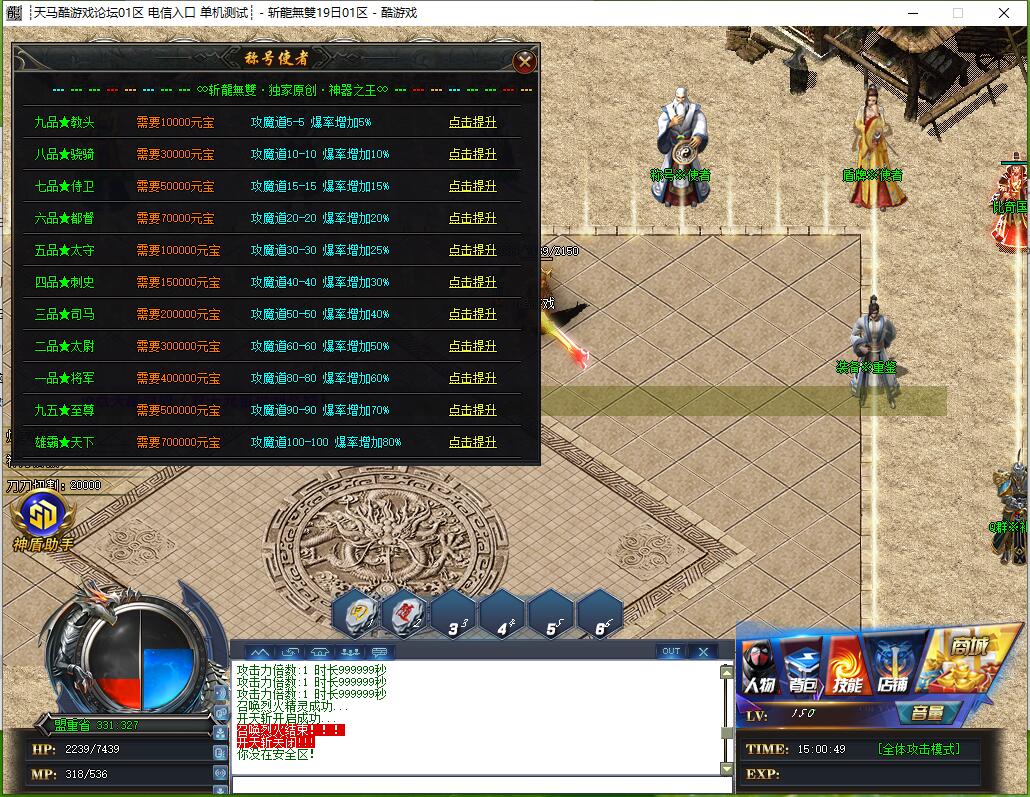 天马酷游戏论坛01区 电信入口 单机测试 - 斩龍無雙19日01区 - 酷游戏
称号使者
∞斩龍無雙·独家原创·神器之王∞
九品★教头 需要10000元宝 攻魔道5-5 爆率增加5% 点击提升
八品★骁骑 需要30000元宝 攻魔道10-10 爆率增加10% 点击提升
七品★侍卫 需要50000元宝 攻魔道15-15 爆率增加15% 点击提升
六品★都督 需要70000元宝 攻魔道20-20 爆率增加20% 点击提升
五品★太守 需要100000元宝 攻魔道30-30 爆率增加25% 点击提升
四品★刺史 需要150000元宝 攻魔道40-40 爆率增加30% 点击提升
三品★司马 需要200000元宝 攻魔道50-50 爆率增加40% 点击提升
二品★太尉 需要300000元宝 攻魔道60-60 爆率增加50% 点击提升
一品★将军 需要400000元宝 攻魔道80-80 爆率增加60% 点击提升
九五★至尊 需要500000元宝 攻魔道90-90 爆率增加70% 点击提升
雄霸★天下 需要700000元宝 攻魔道100-100 爆率增加80% 点击提升
称号※使者
盾牌※使者
比奇国
/Z150
戏
装备※重鉴
刀刀切割：20000
神盾助手
Q群※
1 2 3 3 4 4 5 5 6 6
OUT
攻击力倍数:1 时长999999秒
攻击力倍数:1 时长999999秒
攻击力倍数:1 时长999999秒
召唤烈火精灵成功...
开天斩开启成功...
召唤烈火结束!!!!
开天斩关闭!!!
你没在安全区!
盟重省 331:327
HP: 2239/7439
MP: 318/536
人物 背包 技能 店铺 商城
LV: 150
音量
TIME: 15:00:49 [全体攻击模式]
EXP: